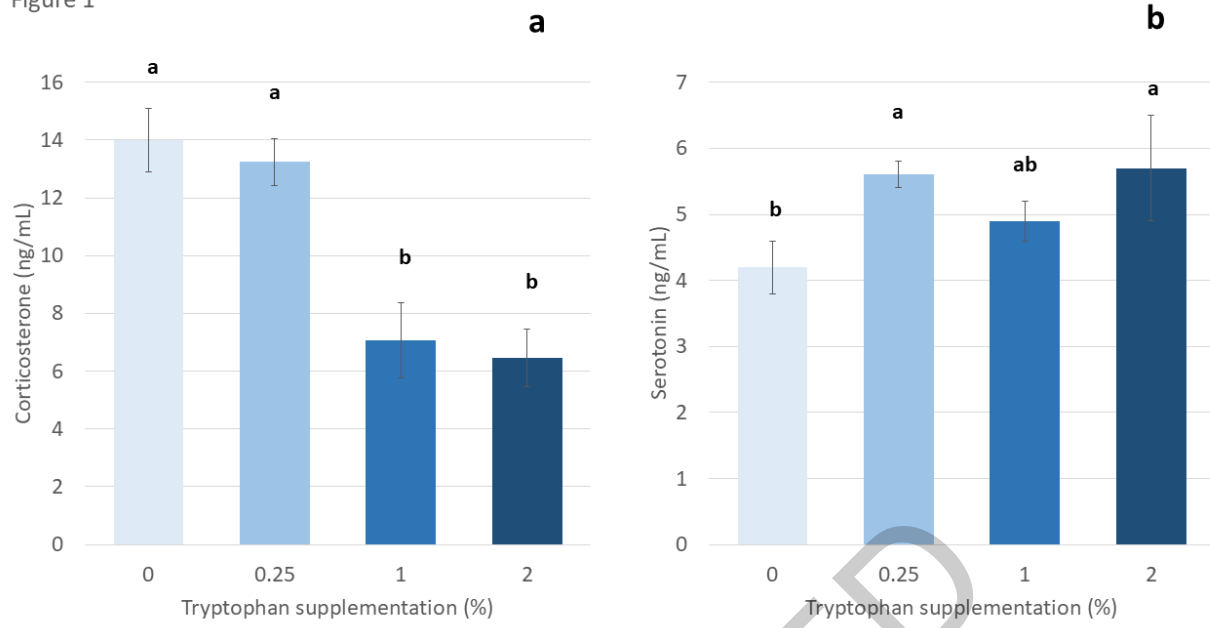 Figure 1
a
a
a
b
b
16
14
12
10
8
6
4
2
0
Corticosterone (ng/mL)
0 0.25 1 2
Tryptophan supplementation (%)
b
b
a
ab
a
7
6
5
4
3
2
1
0
Serotonin (ng/mL)
0 0.25 1 2
Tryptophan supplementation (%)